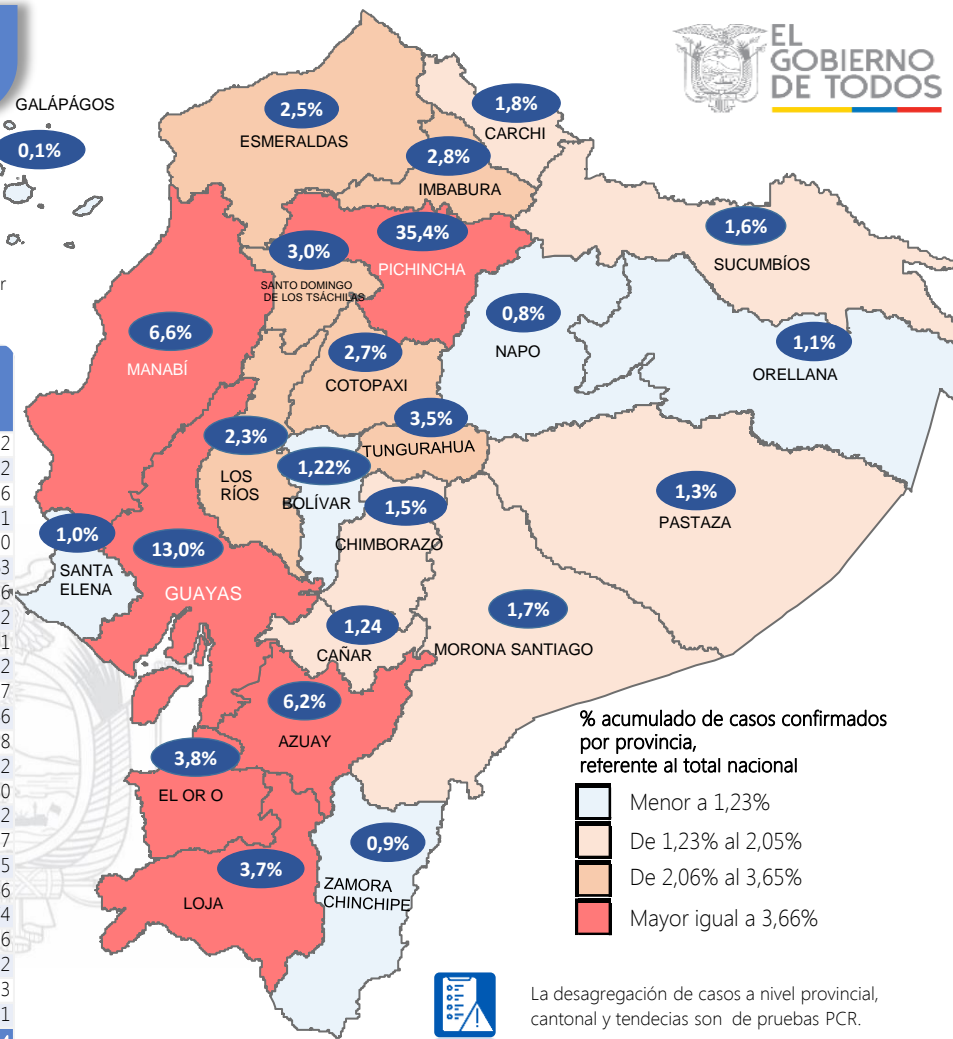 EL
GOBIERNO
DE TODOS
GALÁPÁGOS
0,1%
2,5%
ESMERALDAS
1,8%
CARCHI
2,8%
IMBABURA
35,4%
PICHINCHA
3,0%
SANTO DOMINGO
DE LOS TSÁCHILAS
1,6%
SUCUMBÍOS
6,6%
MANABÍ
0,8%
NAPO
1,1%
ORELLANA
2,7%
COTOPAXI
3,5%
TUNGURAHUA
2,3%
LOS
RÍOS
1,22%
BOLÍVAR
1,5%
CHIMBORAZO
1,3%
PASTAZA
1,0%
SANTA
ELENA
13,0%
GUAYAS
1,24
CAÑAR
1,7%
MORONA SANTIAGO
6,2%
AZUAY
3,8%
EL OR O
3,7%
LOJA
0,9%
ZAMORA
CHINCHIPE
% acumulado de casos confirmados
por provincia,
referente al total nacional
Menor a 1,23%
De 1,23% al 2,05%
De 2,06% al 3,65%
Mayor igual a 3,66%
La desagregación de casos a nivel provincial,
cantonal y tendecias son de pruebas PCR.